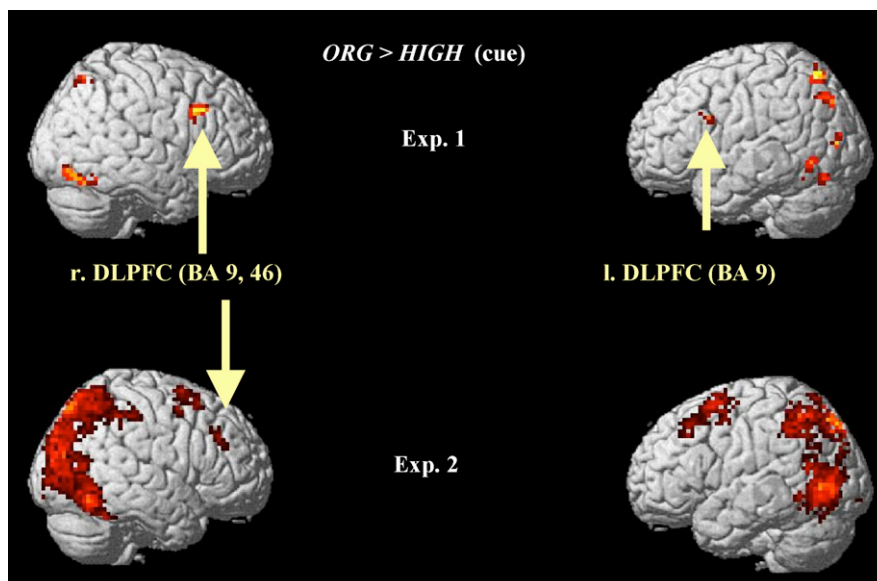 ORG > HIGH (cue)
Exp. 1
r. DLPFC (BA 9, 46)
l. DLPFC (BA 9)
Exp. 2